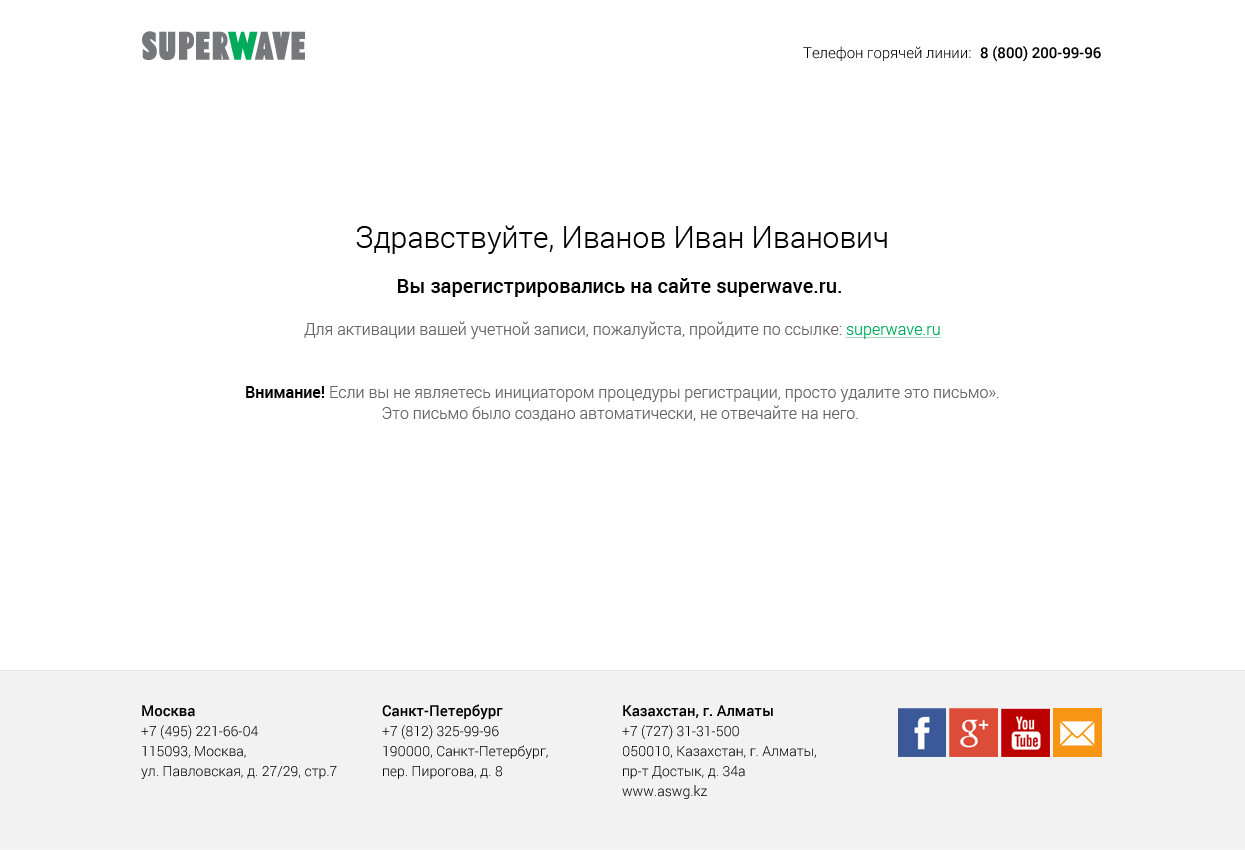 SUPERWAVE
Телефон горячей линии: 8 (800) 200-99-96
Здравствуйте, Иванов Иван Иванович
Вы зарегистрировались на сайте superwave.ru.
Для активации вашей учетной записи, пожалуйста, пройдите по ссылке: superwave.ru
Внимание! Если вы не являетесь инициатором процедуры регистрации, просто удалите это письмо».
Это письмо было создано автоматически, не отвечайте на него.
Москва
+7 (495) 221-66-04
115093, Москва,
ул. Павловская, д. 27/29, стр.7
Санкт-Петербург
+7 (812) 325-99-96
190000, Санкт-Петербург,
пер. Пирогова, д. 8
Казахстан, г. Алматы
+7 (727) 31-31-500
050010, Казахстан, г. Алматы,
пр-т Достык, д. 34а
www.aswg.kz
f
g+
You
Tube